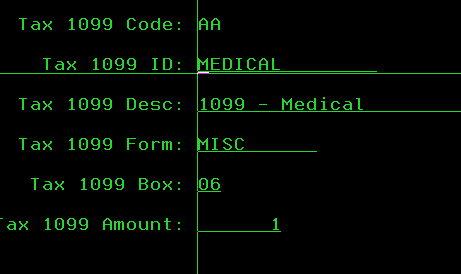 Tax 1099 Code: AA
Tax 1099 ID: MEDICAL
Tax 1099 Desc: 1099 - Medical
Tax 1099 Form: MISC
Tax 1099 Box: 06
Tax 1099 Amount: 1